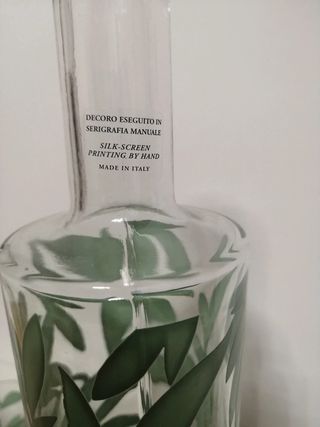 DECORO ESEGUITO IN
SERIGRAFIA MANUALE
SILK-SCREEN
PRINTING BY HAND
MADE IN ITALY